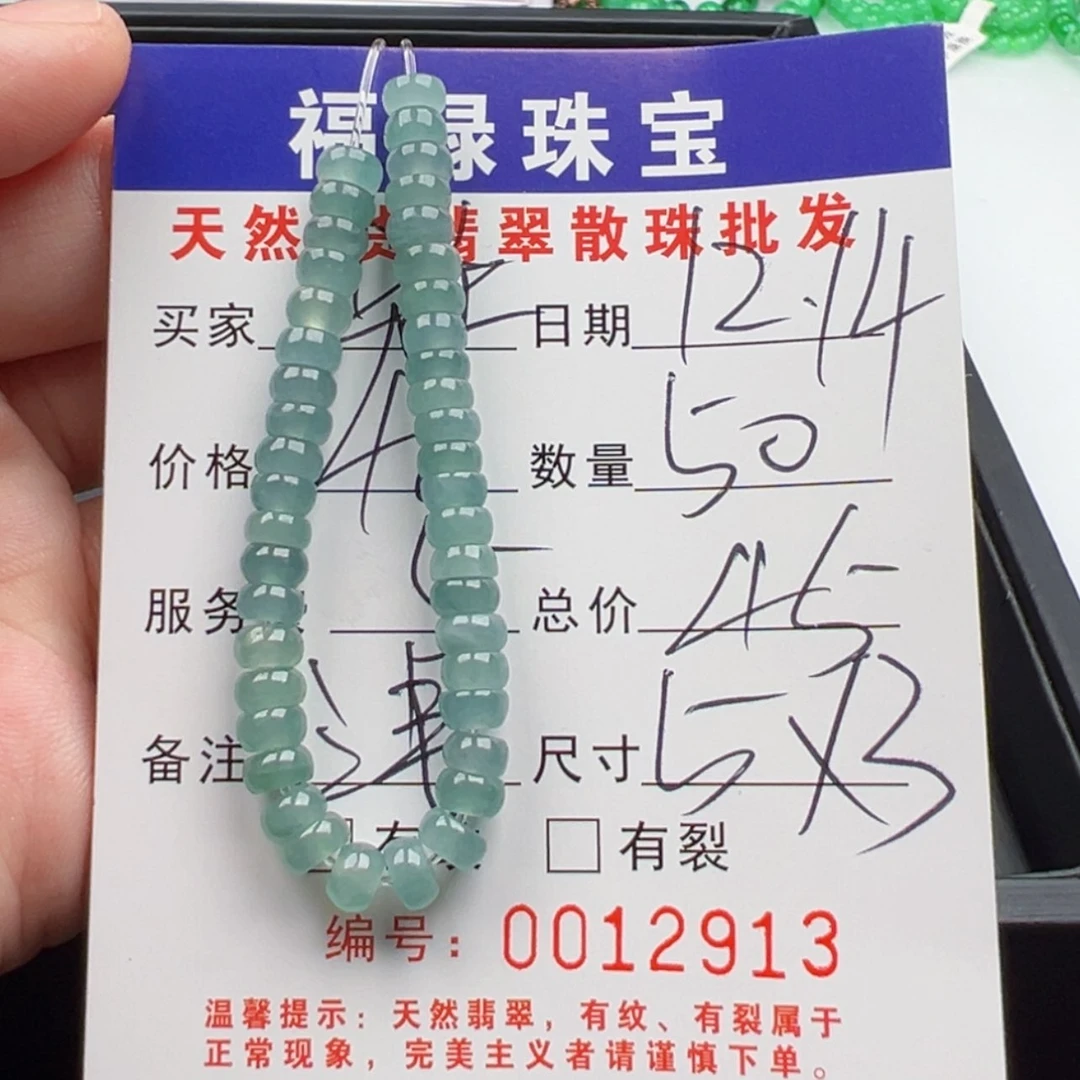 福禄珠宝
天然 翡翠散珠批发
买家 日期 12.14
价格 数量 50
服务 总价 45
备注 尺寸 5X3
有 有裂
编号：0012913
温馨提示：天然翡翠，有纹、有裂属于
正常现象，完美主义者请谨慎下单。